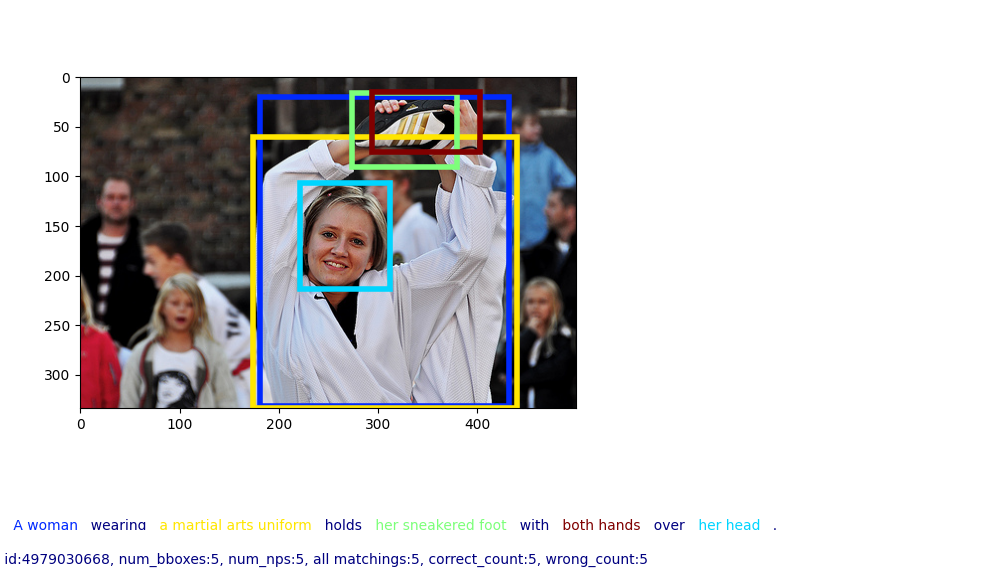 0
50
100
150
200
250
300
0 100 200 300 400
A woman wearing a martial arts uniform holds her sneakered foot with both hands over her head .
id:4979030668, num_bboxes:5, num_nps:5, all matchings:5, correct_count:5, wrong_count:5